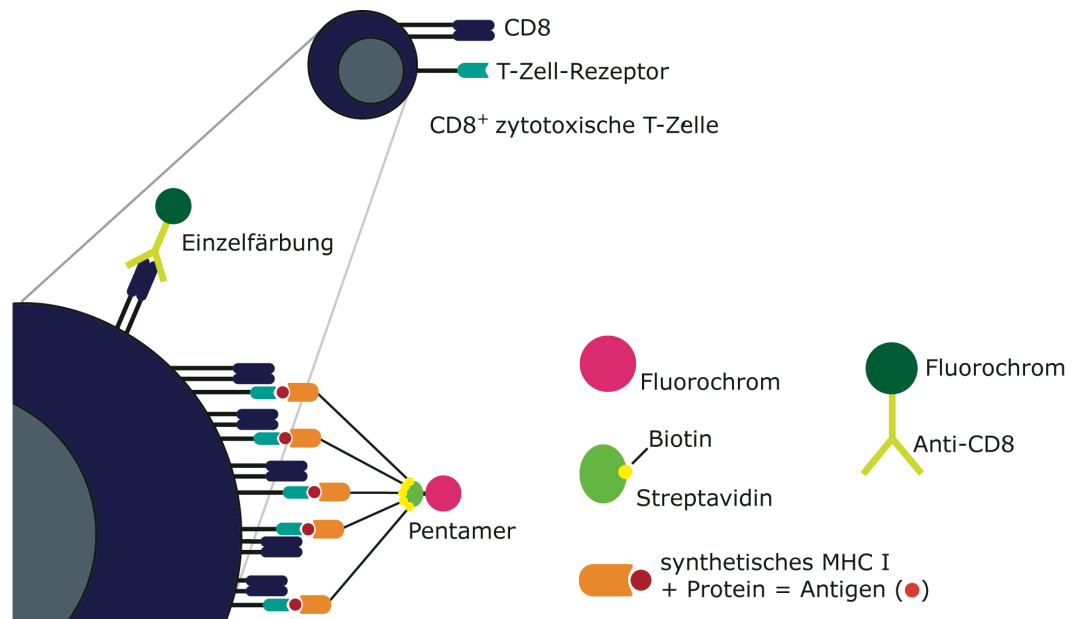 CD8
T-Zell-Rezeptor
CD8⁺ zytotoxische T-Zelle
Einzelfärbung
Pentamer
Fluorochrom
Biotin
Streptavidin
synthetisches MHC I
+ Protein = Antigen ( )
Fluorochrom
Anti-CD8